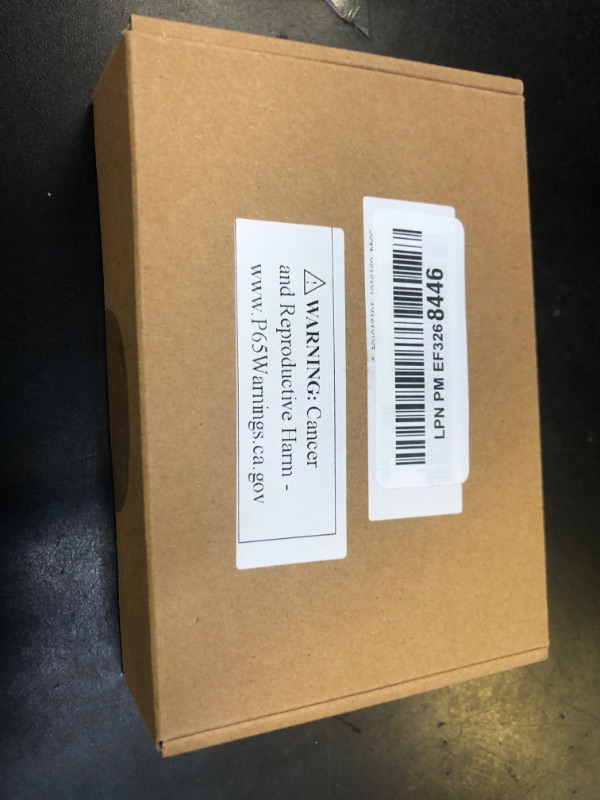 ⚠ WARNING: Cancer
and Reproductive Harm -
www.P65Warnings.ca.gov
LPN PM EF3268446